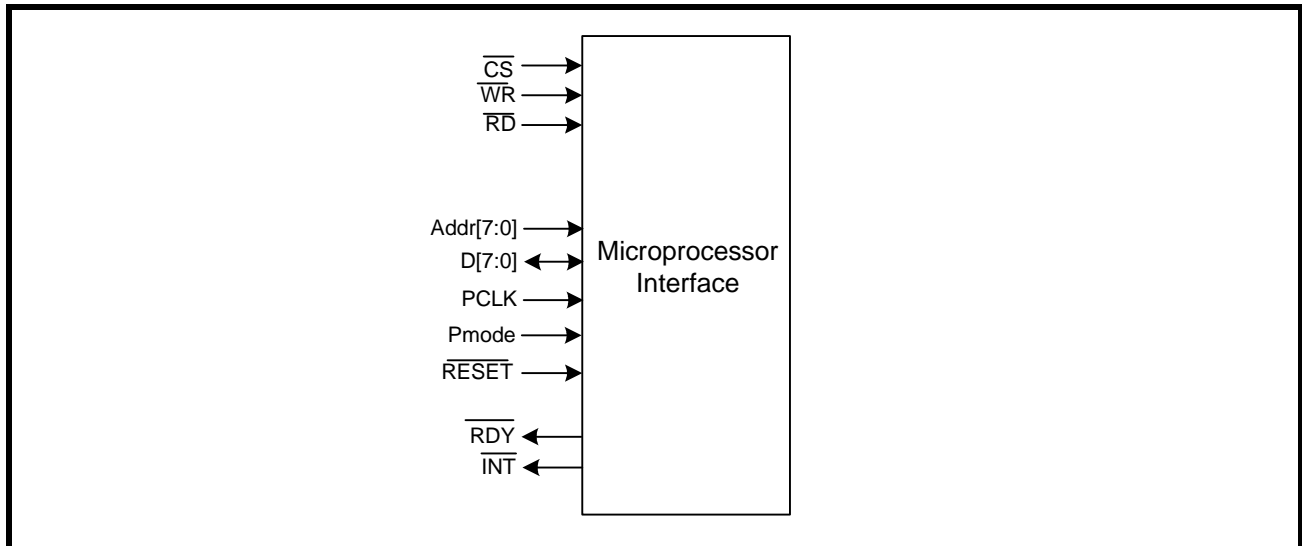 CS
WR
RD
Addr[7:0]
D[7:0]
PCLK
Pmode
RESET
RDY
INT
Microprocessor
Interface